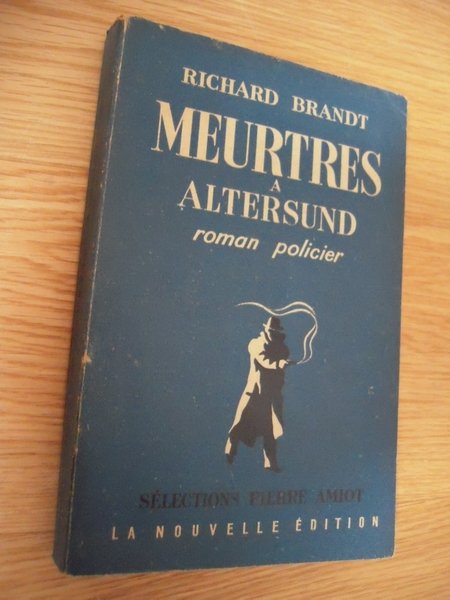 RICHARD BRANDT
MEURTRES
A
ALTERSUND
roman policier
SÉLECTIONS PIERRE AMIOT
LA NOUVELLE ÉDITION